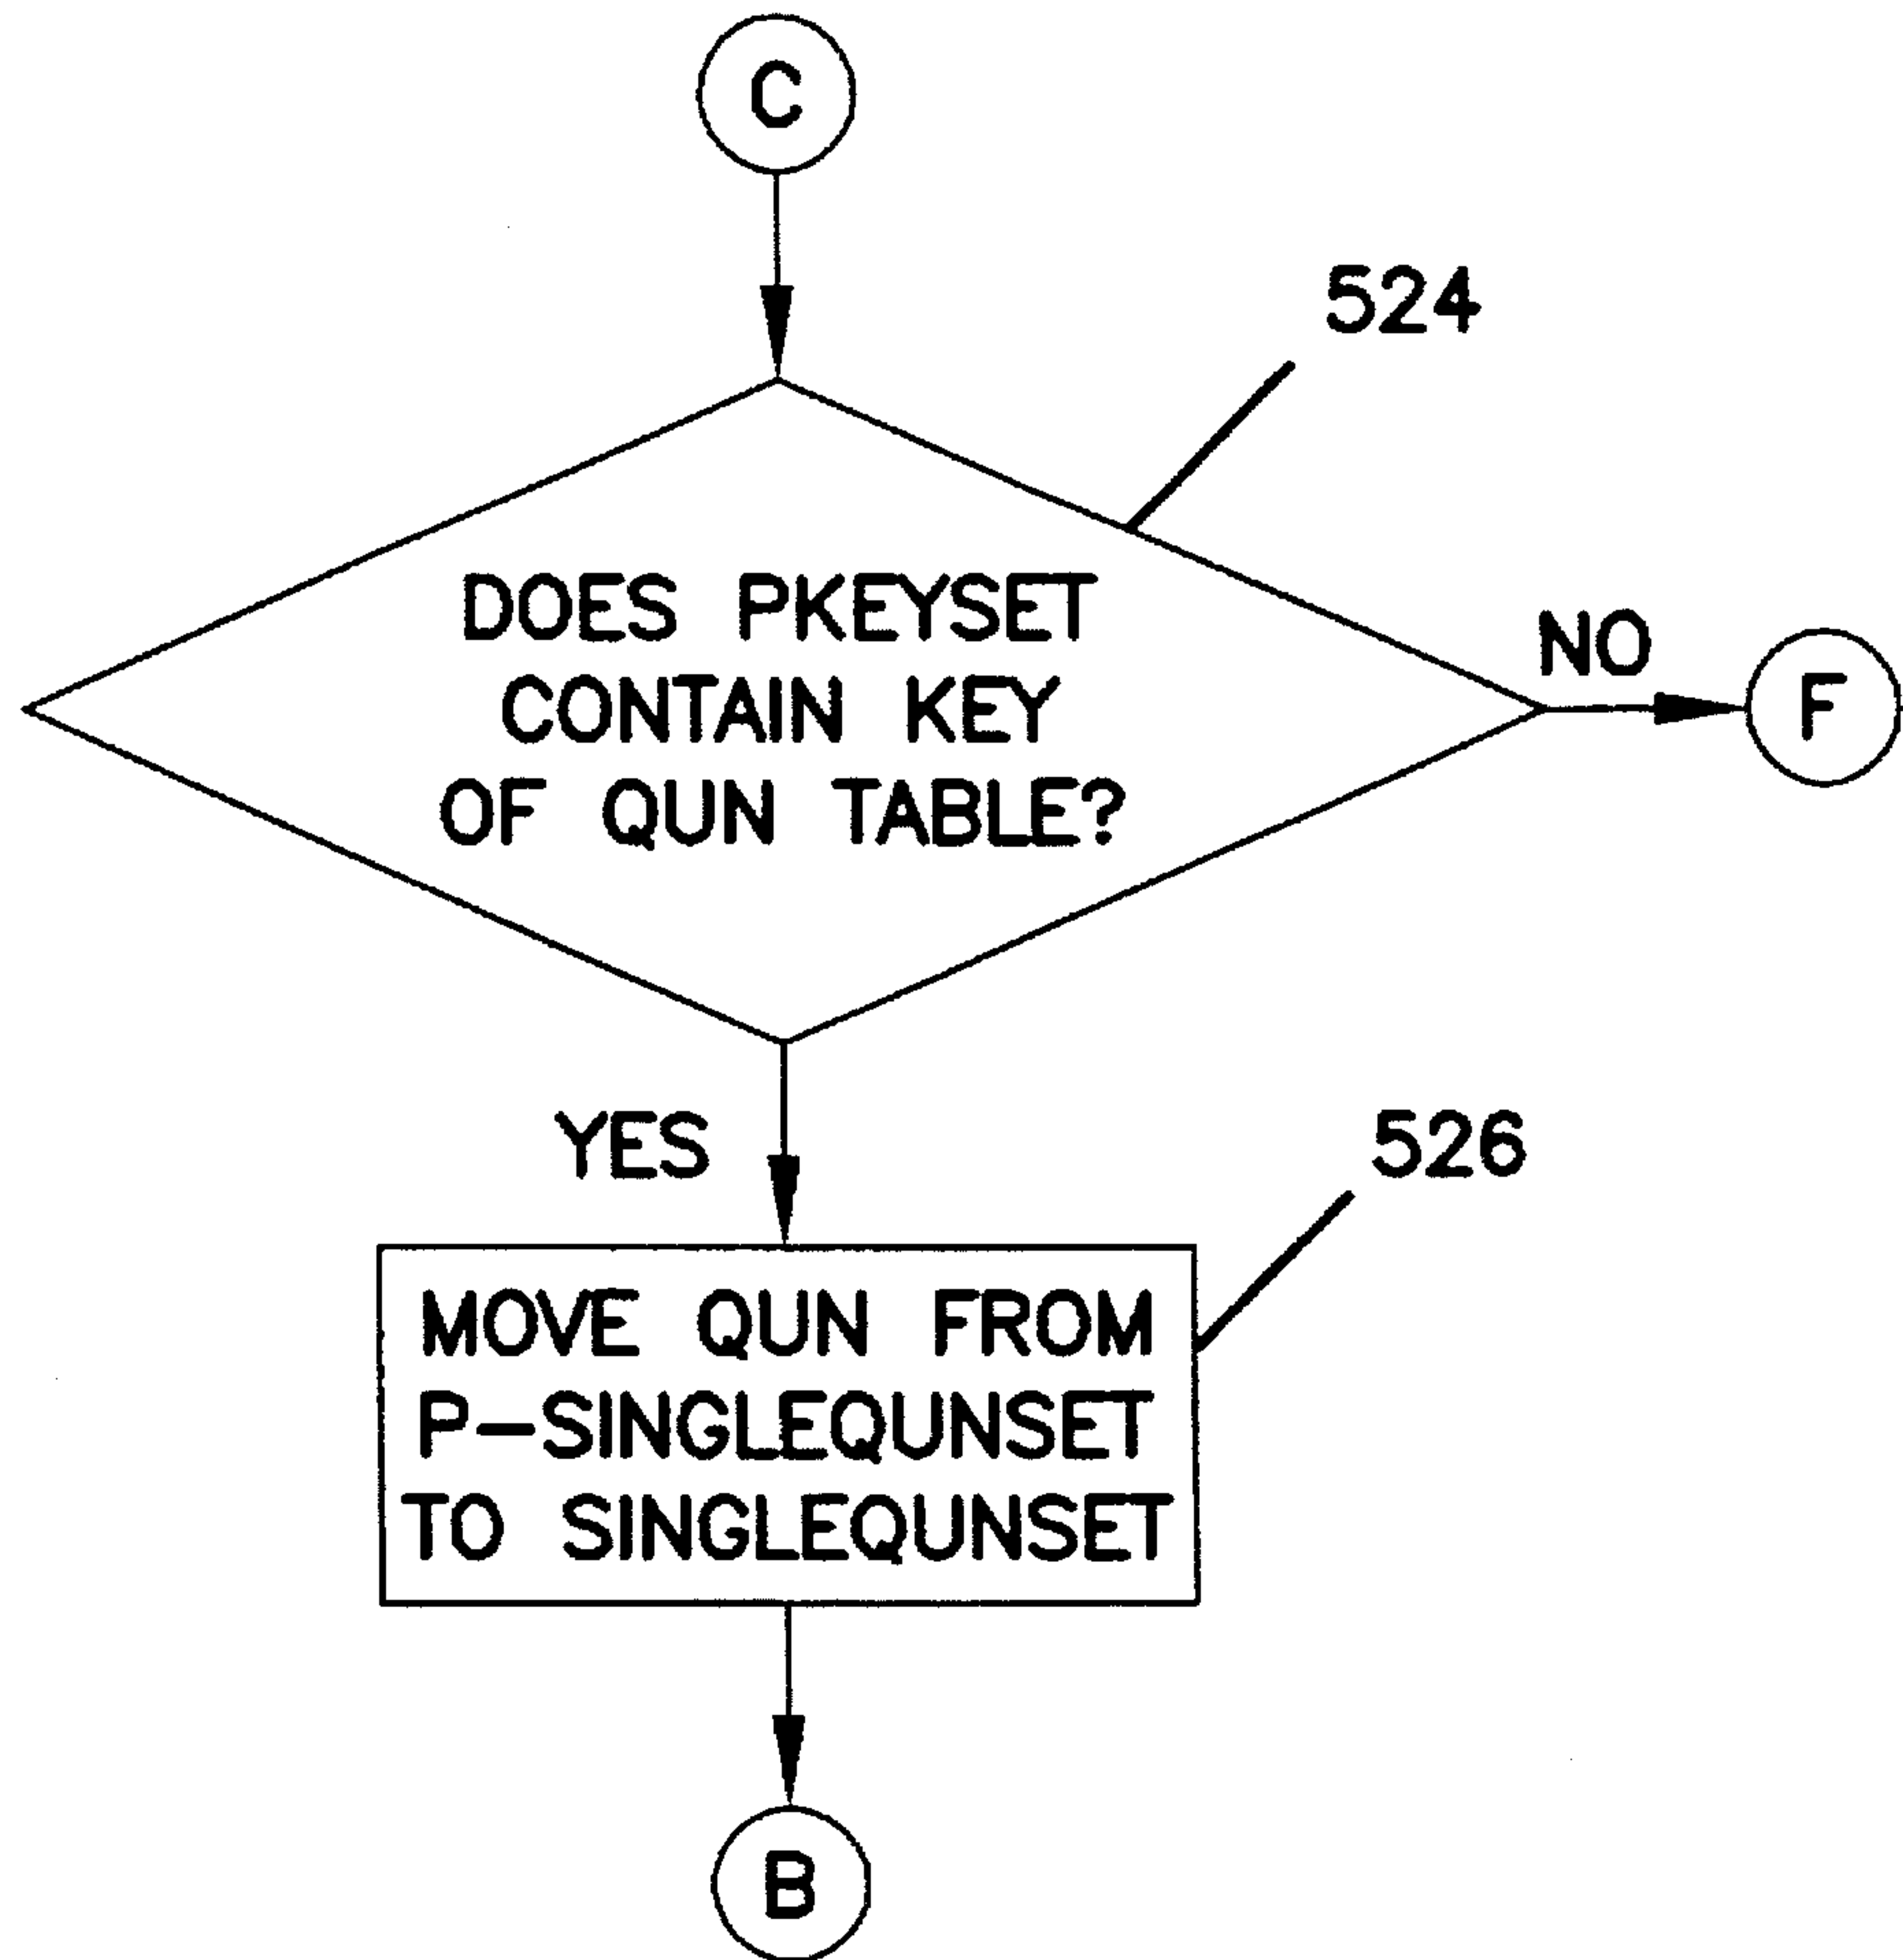 C
524
DOES PKEYSET
CONTAIN KEY
OF QUN TABLE?
NO
F
YES
526
MOVE QUN FROM
P-SINGLEQUNSET
TO SINGLEQUNSET
B